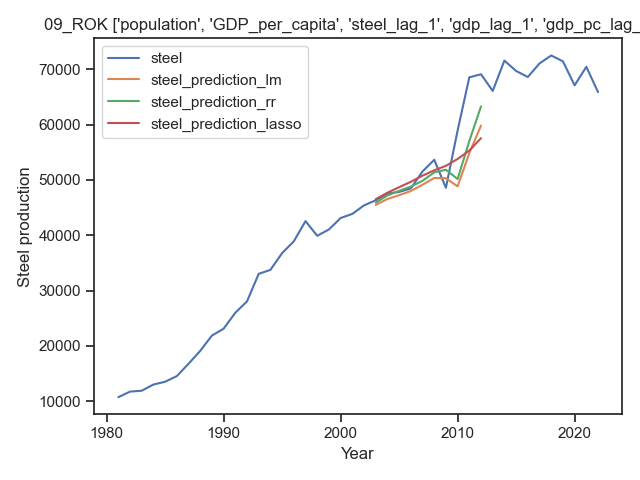 09_ROK ['population', 'GDP_per_capita', 'steel_lag_1', 'gdp_lag_1', 'gdp_pc_lag_
steel
steel_prediction_lm
steel_prediction_rr
steel_prediction_lasso
70000
60000
50000
40000
30000
20000
10000
Steel production
1980
1990
2000
2010
2020
Year